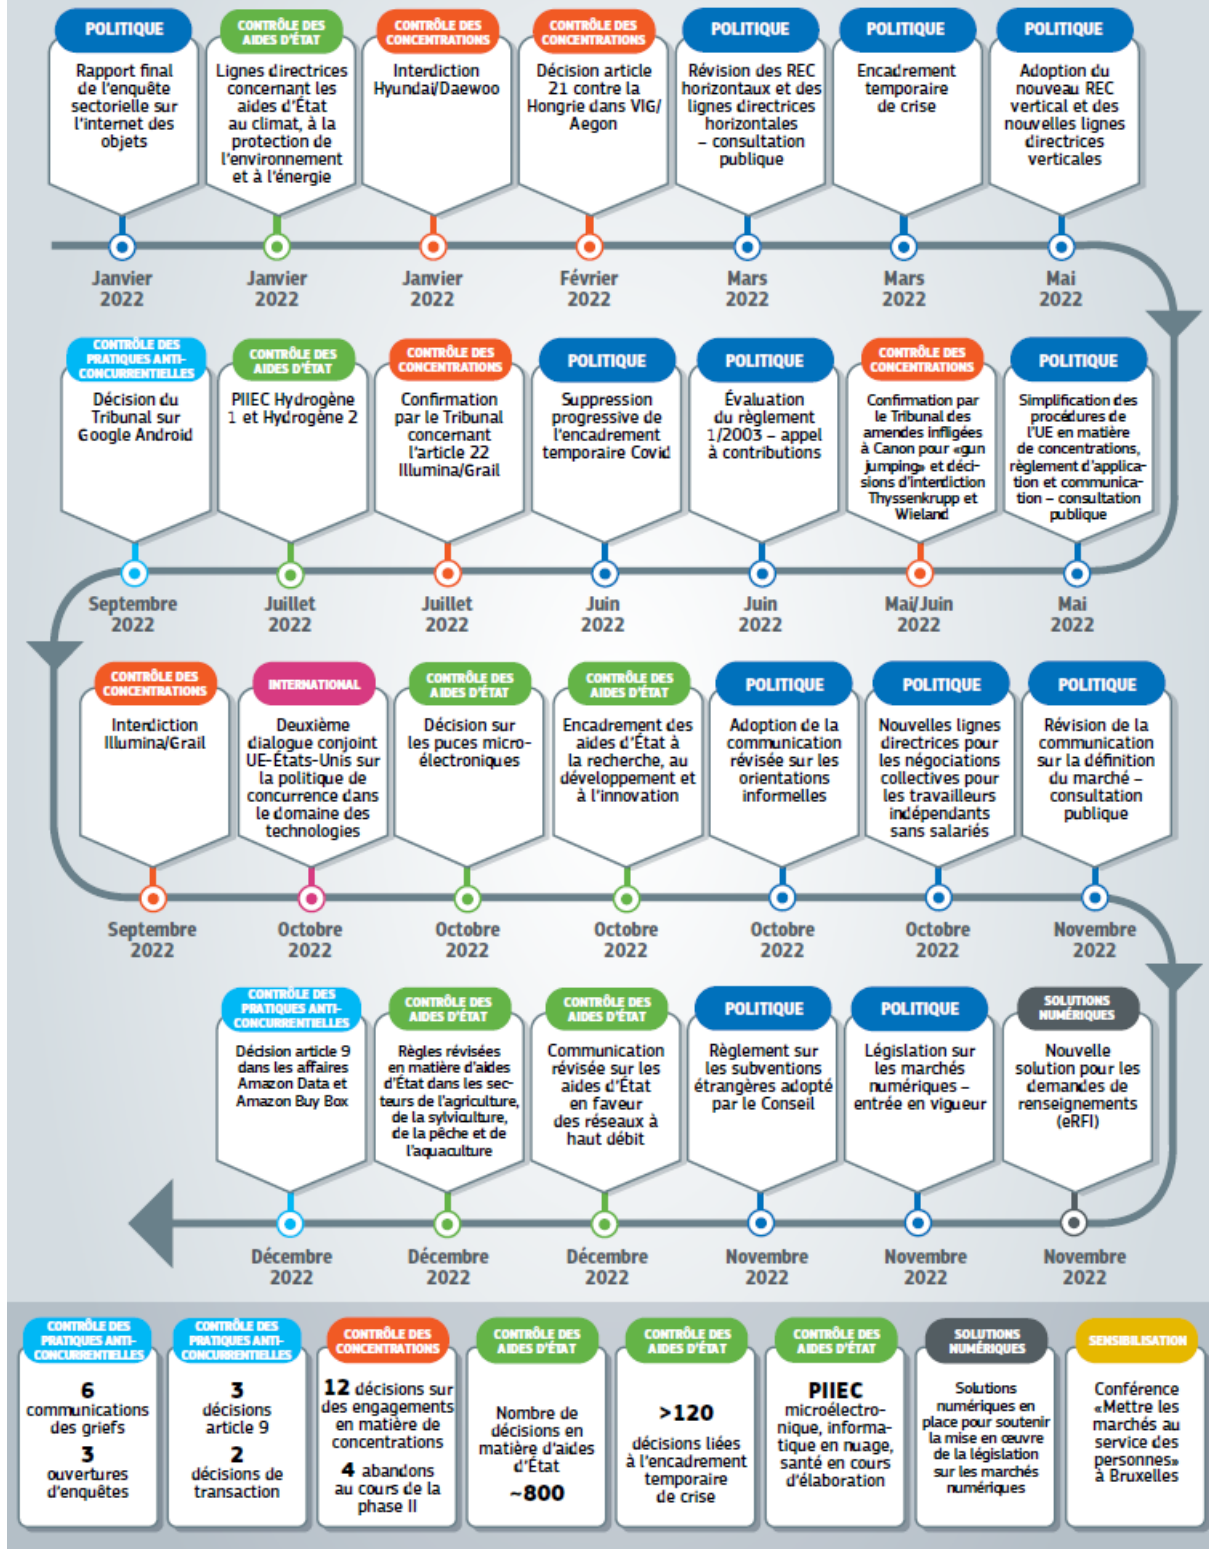 POLITIQUE
Rapport final
de l'enquête
sectorielle sur
l'internet des
objets
Janvier
2022
CONTRÔLE DES
AIDES D'ÉTAT
Lignes directrices
concernant les
aides d'État
au climat, à la
protection de
l'environnement
et à l'énergie
Janvier
2022
CONTRÔLE DES
CONCENTRATIONS
Interdiction
Hyundai/Daewoo
Janvier
2022
CONTRÔLE DES
CONCENTRATIONS
Décision article
21 contre la
Hongrie dans VIG/
Aegon
Février
2022
POLITIQUE
Révision des REC
horizontaux et des
lignes directrices
horizontales
– consultation
publique
Mars
2022
POLITIQUE
Encadrement
temporaire
de crise
Mars
2022
POLITIQUE
Adoption du
nouveau REC
vertical et des
nouvelles lignes
directrices
verticales
Mai
2022
CONTRÔLE DES
PRATIQUES ANTI-
CONCURRENTIELLES
Décision du
Tribunal sur
Google Android
Septembre
2022
CONTRÔLE DES
AIDES D'ÉTAT
PIIEC Hydrogène
1 et Hydrogène 2
Juillet
2022
CONTRÔLE DES
CONCENTRATIONS
Confirmation
par le Tribunal
concernant
l'article 22
Illumina/Grail
Juillet
2022
POLITIQUE
Suppression
progressive de
l'encadrement
temporaire Covid
Juin
2022
POLITIQUE
Évaluation
du règlement
1/2003 – appel
à contributions
Juin
2022
CONTRÔLE DES
CONCENTRATIONS
Confirmation par
le Tribunal des
amendes infligées
à Canon pour «gun
jumping» et déci-
sions d'interdiction
Thyssenkrupp et
Wieland
Mai/Juin
2022
POLITIQUE
Simplification des
procédures de
l'UE en matière
de concentrations,
règlement d'applica-
tion et communica-
tion – consultation
publique
Mai
2022
CONTRÔLE DES
CONCENTRATIONS
Interdiction
Illumina/Grail
Septembre
2022
INTERNATIONAL
Deuxième
dialogue conjoint
UE-États-Unis sur
la politique de
concurrence dans
le domaine des
technologies
Octobre
2022
CONTRÔLE DES
AIDES D'ÉTAT
Décision sur
les puces micro-
électroniques
Octobre
2022
CONTRÔLE DES
AIDES D'ÉTAT
Encadrement des
aides d'État à
la recherche, au
développement et
à l'innovation
Octobre
2022
POLITIQUE
Adoption de la
communication
révisée sur les
orientations
informelles
Octobre
2022
POLITIQUE
Nouvelles lignes
directrices pour
les négociations
collectives pour
les travailleurs
indépendants
sans salariés
Octobre
2022
POLITIQUE
Révision de la
communication
sur la définition
du marché –
consultation
publique
Novembre
2022
CONTRÔLE DES
PRATIQUES ANTI-
CONCURRENTIELLES
Décision article 9
dans les affaires
Amazon Data et
Amazon Buy Box
Décembre
2022
CONTRÔLE DES
AIDES D'ÉTAT
Règles révisées
en matière d'aides
d'État dans les sec-
teurs de l'agriculture,
de la sylviculture,
de la pêche et de
l'aquaculture
Décembre
2022
CONTRÔLE DES
AIDES D'ÉTAT
Communication
révisée sur les
aides d'État
en faveur
des réseaux à
haut débit
Décembre
2022
POLITIQUE
Règlement sur
les subventions
étrangères adopté
par le Conseil
Novembre
2022
POLITIQUE
Législation sur
les marchés
numériques –
entrée en vigueur
Novembre
2022
SOLUTIONS
NUMÉRIQUES
Nouvelle
solution pour les
demandes de
renseignements
(eRFI)
Novembre
2022
CONTRÔLE DES
PRATIQUES ANTI-
CONCURRENTIELLES
6
communications
des griefs
3
ouvertures
d'enquêtes
CONTRÔLE DES
PRATIQUES ANTI-
CONCURRENTIELLES
3
décisions
article 9
2
décisions de
transaction
CONTRÔLE DES
CONCENTRATIONS
12 décisions sur
des engagements
en matière de
concentrations
4 abandons
au cours de la
phase II
CONTRÔLE DES
AIDES D'ÉTAT
Nombre de
décisions en
matière d'aides
d'État
~800
CONTRÔLE DES
AIDES D'ÉTAT
>120
décisions liées
à l'encadrement
temporaire
de crise
CONTRÔLE DES
AIDES D'ÉTAT
PIIEC
microélectro-
nique, informa-
tique en nuage,
santé en cours
d'élaboration
SOLUTIONS
NUMÉRIQUES
Solutions
numériques en
place pour soutenir
la mise en œuvre
de la législation
sur les marchés
numériques
SENSIBILISATION
Conférence
«Mettre les
marchés au
service des
personnes»
à Bruxelles